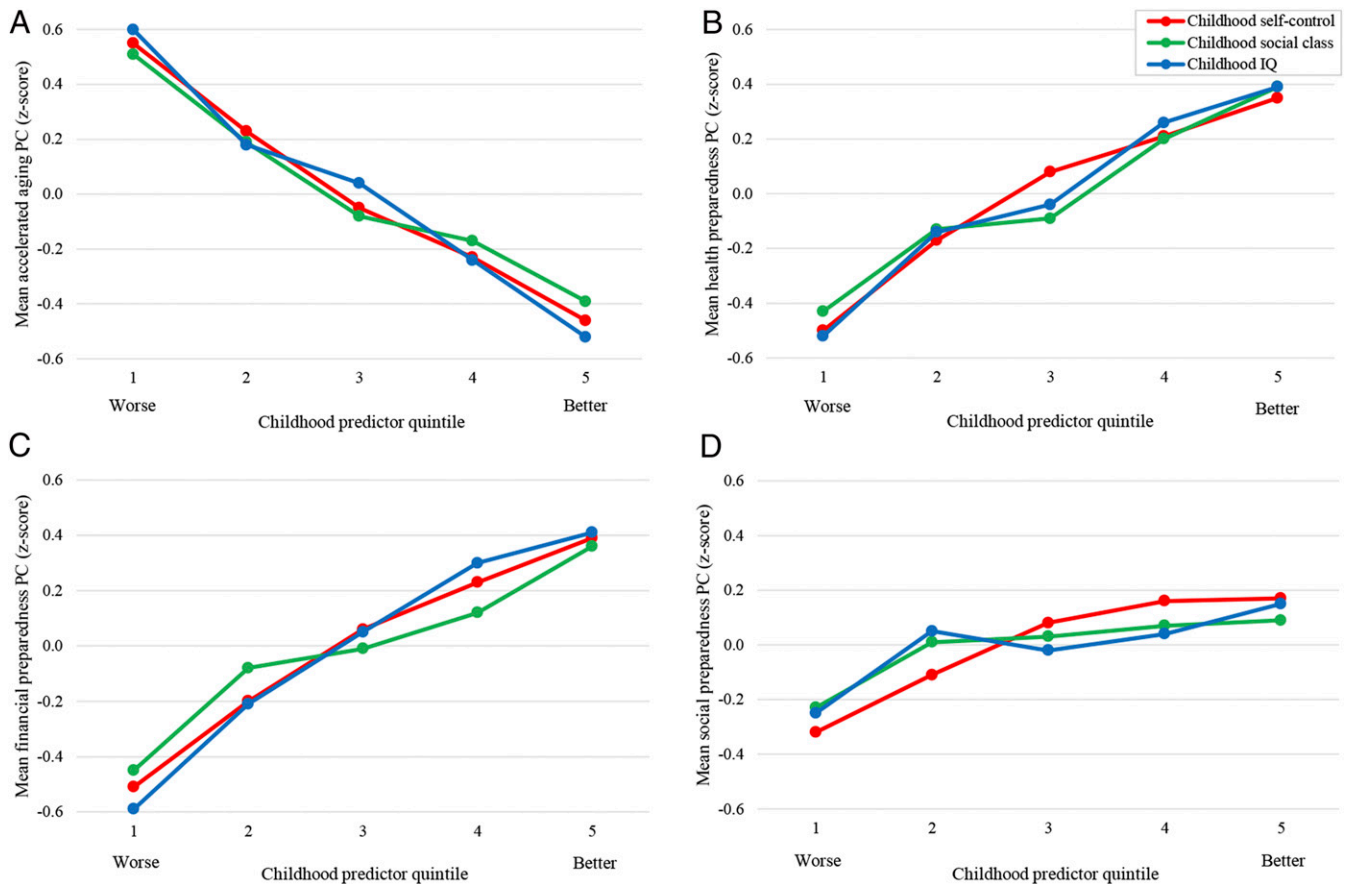 A
Mean accelerated aging PC (z-score)
0.6
0.4
0.2
0.0
-0.2
-0.4
-0.6
1 2 3 4 5
Worse Better
Childhood predictor quintile
B
Childhood self-control
Childhood social class
Childhood IQ
Mean health preparedness PC (z-score)
0.6
0.4
0.2
0.0
-0.2
-0.4
-0.6
1 2 3 4 5
Worse Better
Childhood predictor quintile
C
Mean financial preparedness PC (z-score)
0.6
0.4
0.2
0.0
-0.2
-0.4
-0.6
1 2 3 4 5
Worse Better
Childhood predictor quintile
D
Mean social preparedness PC (z-score)
0.6
0.4
0.2
0.0
-0.2
-0.4
-0.6
1 2 3 4 5
Worse Better
Childhood predictor quintile